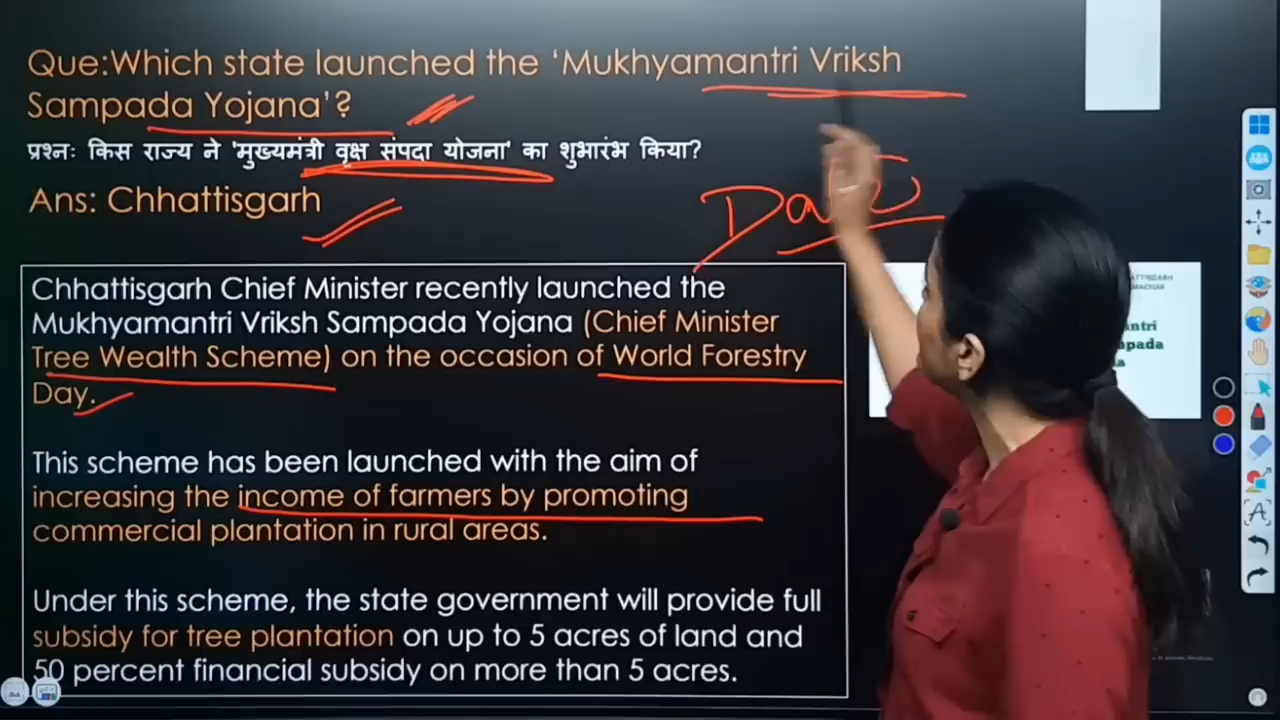 Que:Which state launched the ‘Mukhyamantri Vriksh
Sampada Yojana’?
प्रश्नः किस राज्य ने 'मुख्यमंत्री वृक्ष संपदा योजना' का शुभारंभ किया?
Ans: Chhattisgarh
Chhattisgarh Chief Minister recently launched the
Mukhyamantri Vriksh Sampada Yojana (Chief Minister
Tree Wealth Scheme) on the occasion of World Forestry
Day.
This scheme has been launched with the aim of
increasing the income of farmers by promoting
commercial plantation in rural areas.
Under this scheme, the state government will provide full
subsidy for tree plantation on up to 5 acres of land and
50 percent financial subsidy on more than 5 acres.